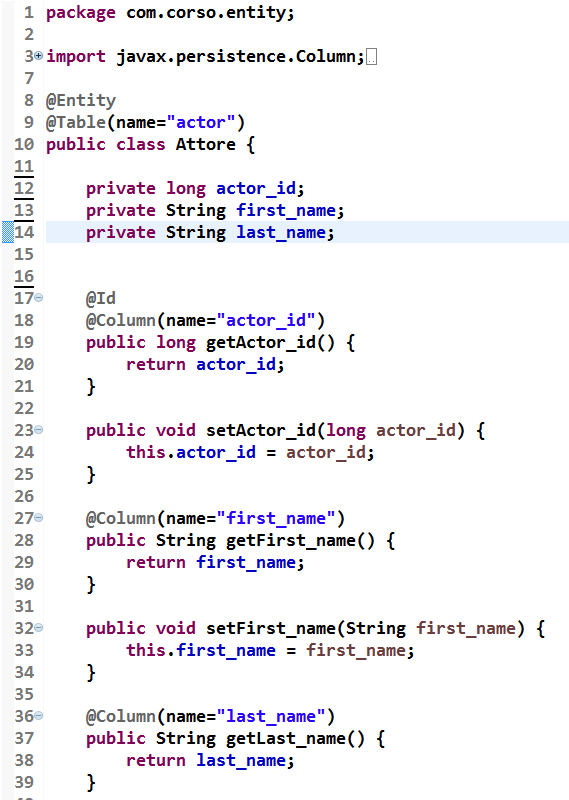 1 package com.corso.entity;
2
3 import javax.persistence.Column;
7
8 @Entity
9 @Table(name="actor")
10 public class Attore {
11
12     private long actor_id;
13     private String first_name;
14     private String last_name;
15
16
17     @Id
18     @Column(name="actor_id")
19     public long getActor_id() {
20         return actor_id;
21     }
22
23     public void setActor_id(long actor_id) {
24         this.actor_id = actor_id;
25     }
26
27     @Column(name="first_name")
28     public String getFirst_name() {
29         return first_name;
30     }
31
32     public void setFirst_name(String first_name) {
33         this.first_name = first_name;
34     }
35
36     @Column(name="last_name")
37     public String getLast_name() {
38         return last_name;
39     }